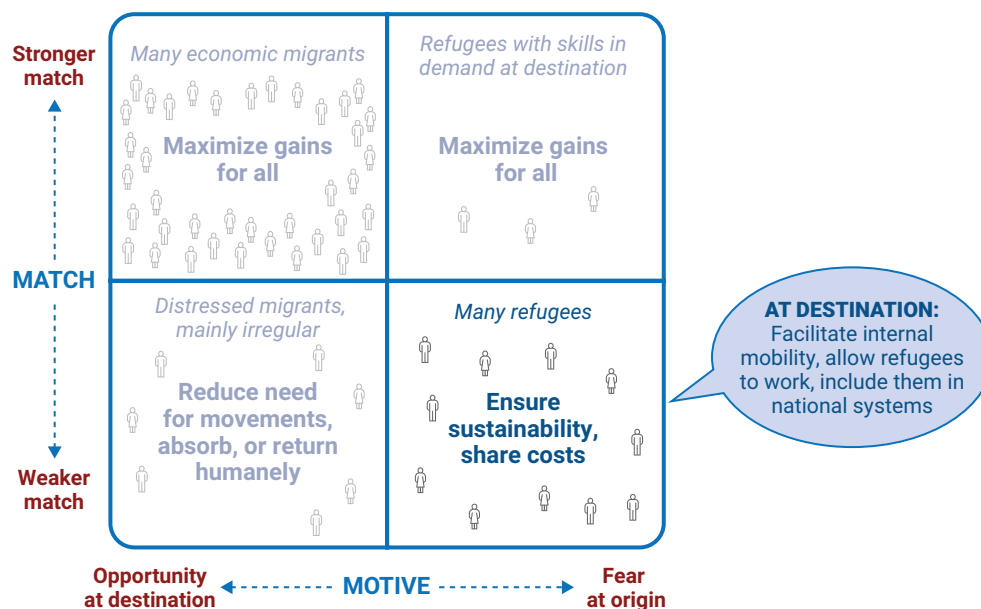 Stronger
match
Many economic migrants
Maximize gains
for all
Refugees with skills in
demand at destination
Maximize gains
for all
MATCH
Distressed migrants,
mainly irregular
Reduce need
for movements,
absorb, or return
humanely
Many refugees
Ensure
sustainability,
share costs
AT DESTINATION:
Facilitate internal
mobility, allow refugees
to work, include them in
national systems
Weaker
match
Opportunity
at destination
MOTIVE
Fear
at origin